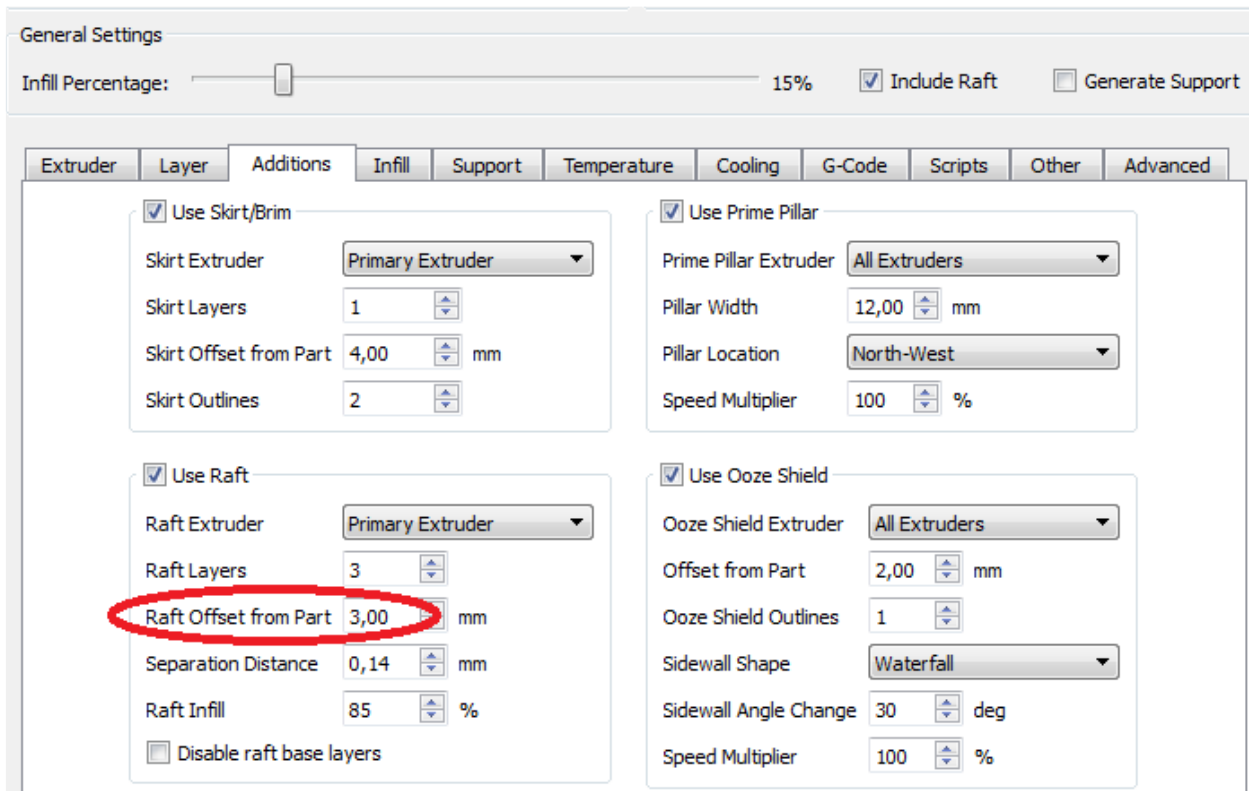 General Settings
Infill Percentage: 15% Include Raft Generate Support
Extruder Layer Additions Infill Support Temperature Cooling G-Code Scripts Other Advanced
Use Skirt/Brim
Skirt Extruder Primary Extruder
Skirt Layers 1
Skirt Offset from Part 4,00 mm
Skirt Outlines 2
Use Prime Pillar
Prime Pillar Extruder All Extruders
Pillar Width 12,00 mm
Pillar Location North-West
Speed Multiplier 100 %
Use Raft
Raft Extruder Primary Extruder
Raft Layers 3
Raft Offset from Part 3,00 mm
Separation Distance 0,14 mm
Raft Infill 85 %
Disable raft base layers
Use Ooze Shield
Ooze Shield Extruder All Extruders
Offset from Part 2,00 mm
Ooze Shield Outlines 1
Sidewall Shape Waterfall
Sidewall Angle Change 30 deg
Speed Multiplier 100 %